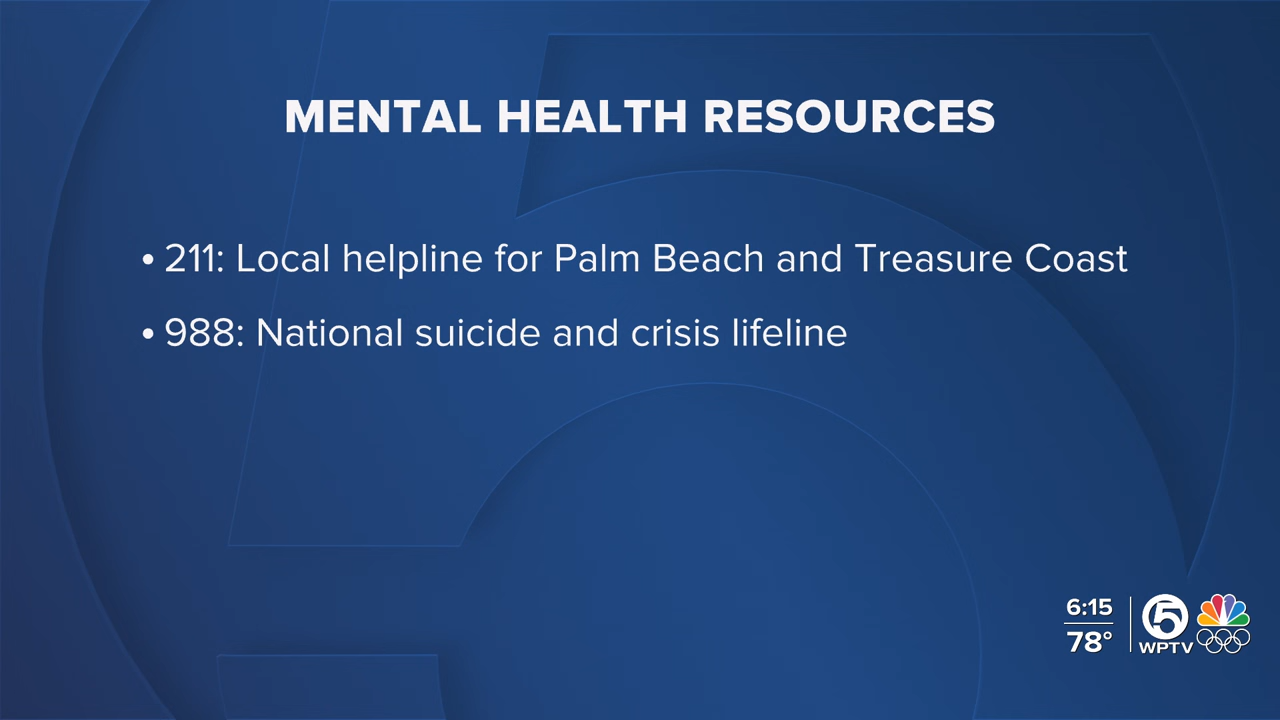 MENTAL HEALTH RESOURCES
• 211: Local helpline for Palm Beach and Treasure Coast
• 988: National suicide and crisis lifeline
6:15
78°
5
WPTV